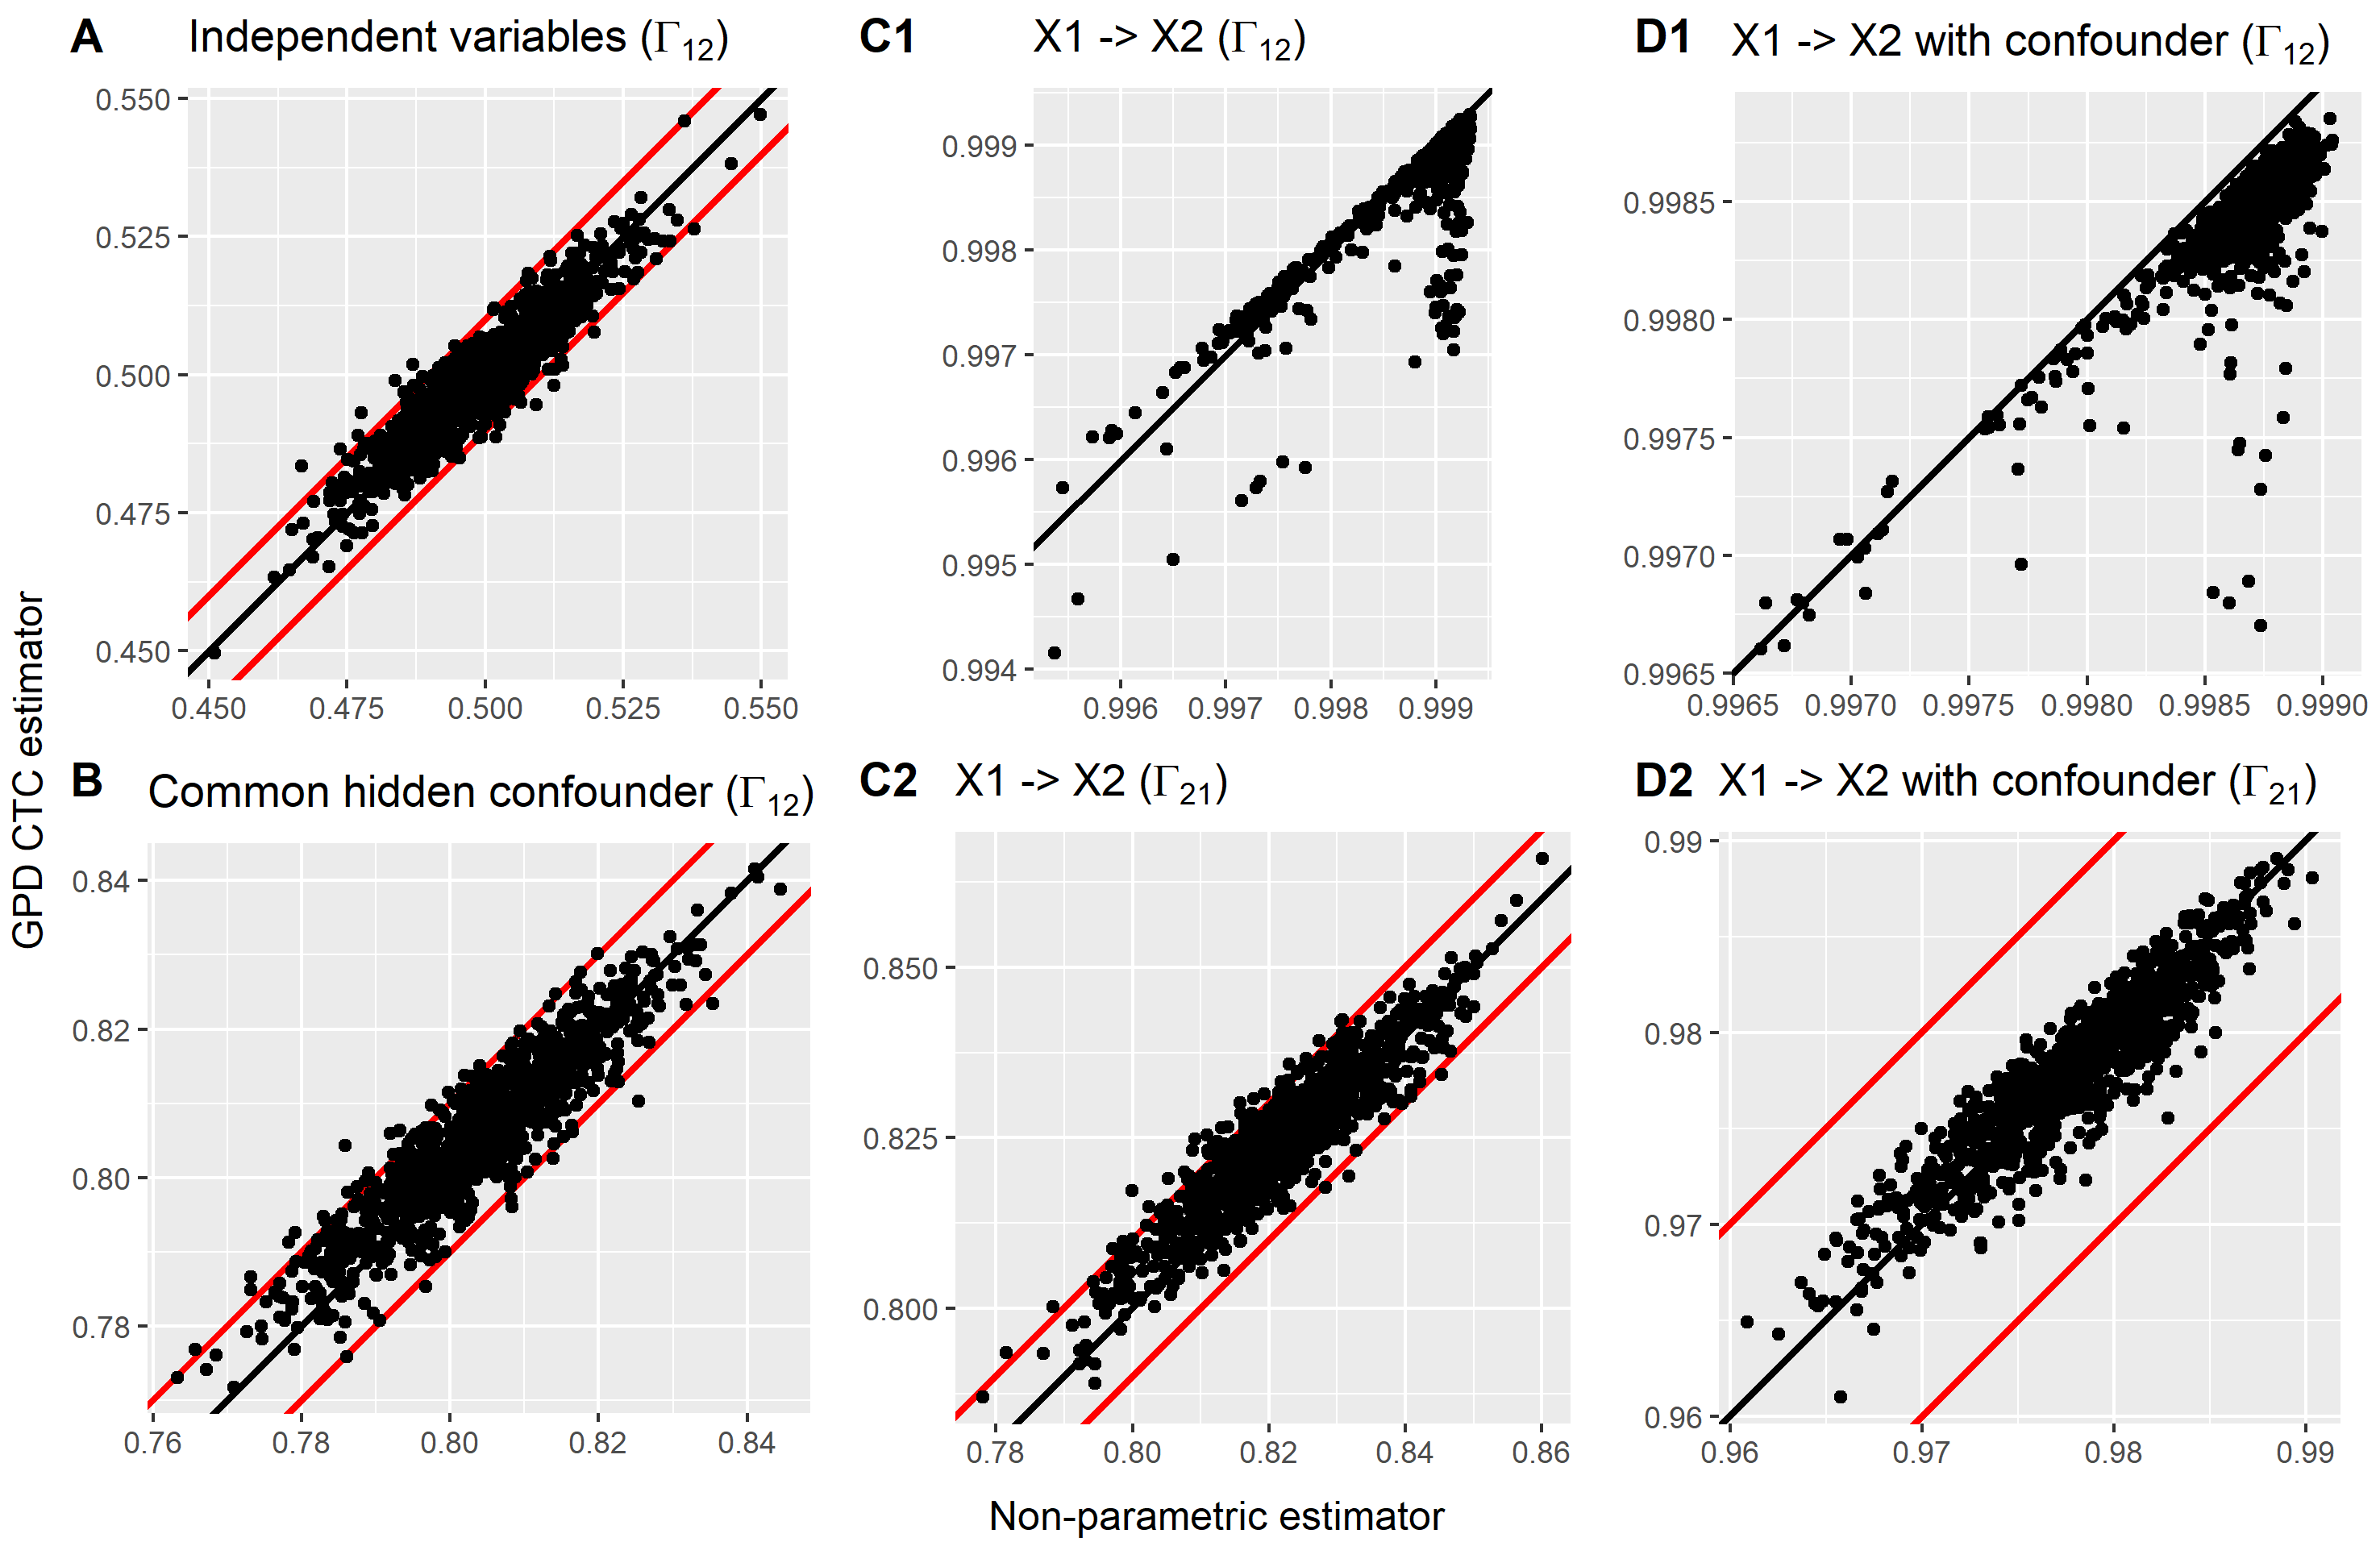 A Independent variables (Γ12)
0.550
0.525
0.500
0.475
0.450
0.450 0.475 0.500 0.525 0.550
C1 X1 -> X2 (Γ12)
0.999
0.998
0.997
0.996
0.995
0.994
0.996 0.997 0.998 0.999
D1 X1 -> X2 with confounder (Γ12)
0.9985
0.9980
0.9975
0.9970
0.9965
0.9965 0.9970 0.9975 0.9980 0.9985 0.9990
GPD CTC estimator
B Common hidden confounder (Γ12)
0.84
0.82
0.80
0.78
0.76 0.78 0.80 0.82 0.84
C2 X1 -> X2 (Γ21)
0.850
0.825
0.800
0.78 0.80 0.82 0.84 0.86
D2 X1 -> X2 with confounder (Γ21)
0.99
0.98
0.97
0.96
0.96 0.97 0.98 0.99
Non-parametric estimator